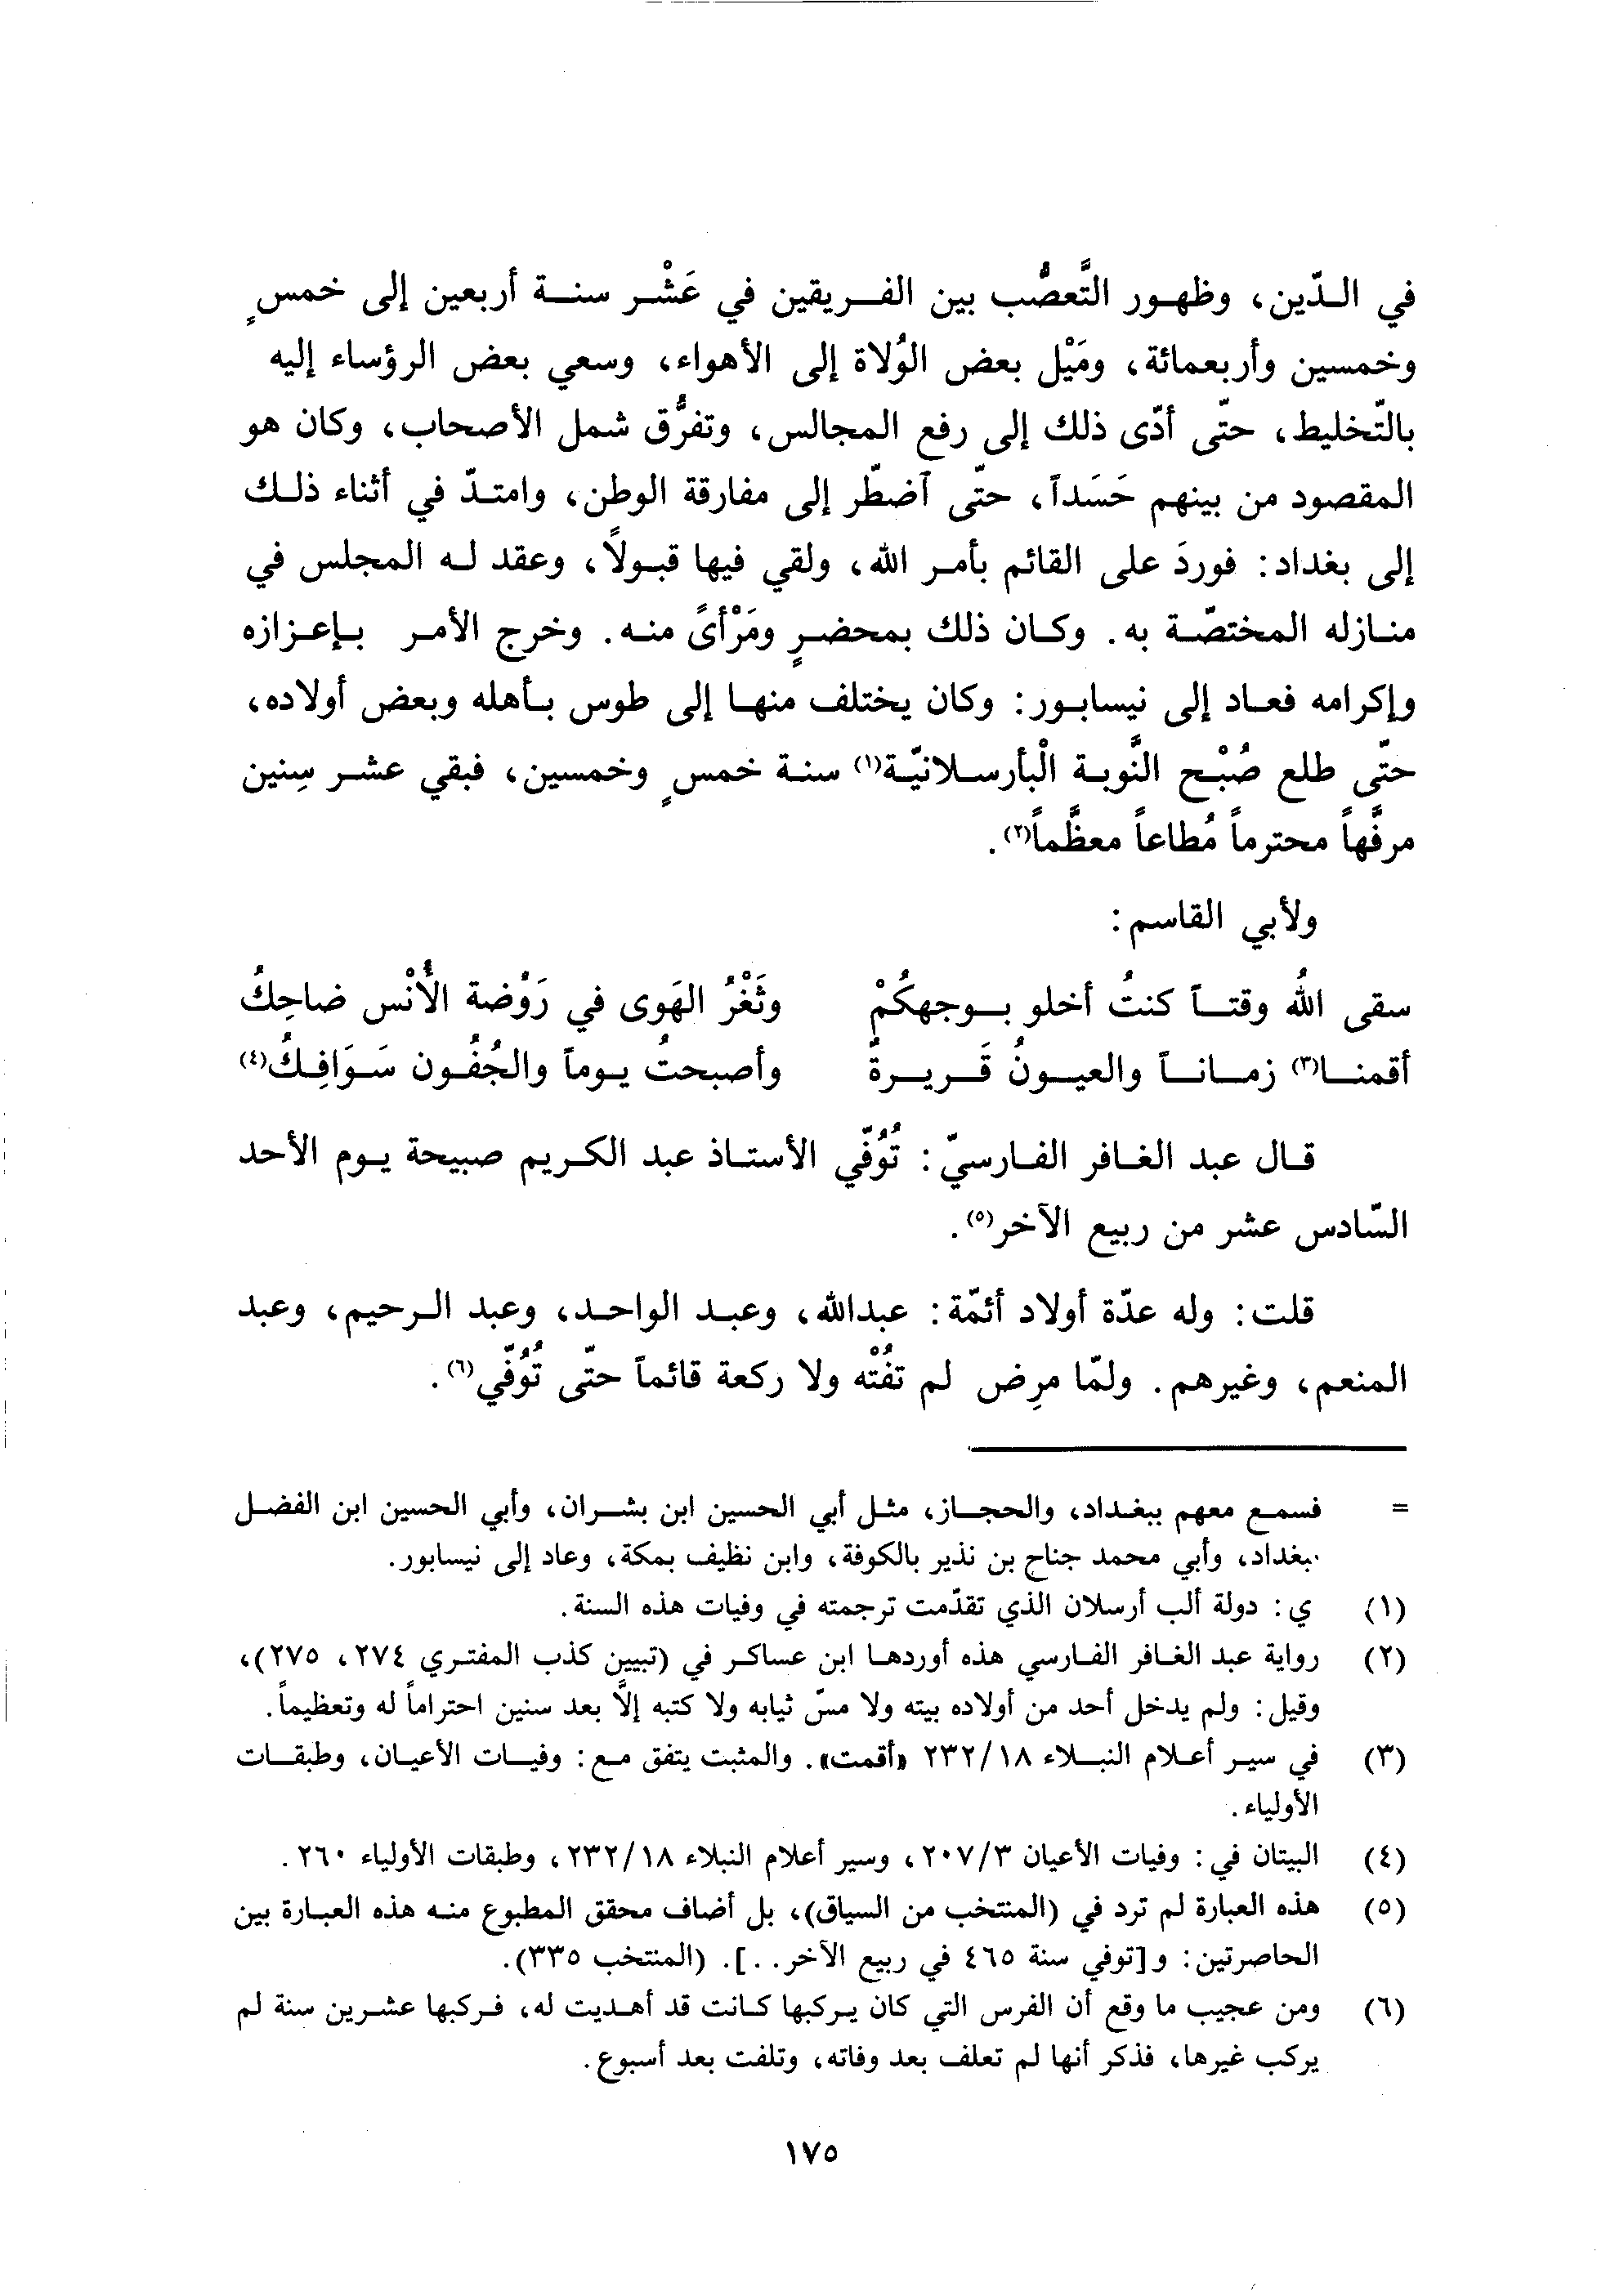 في الدّين، وظهور التَّعصُّب بين الفريقين في عَشْر سنة أربعين إلى خمسٍ
وخمسين وأربعمائة، ومَيْل بعض الوُلاة إلى الأهواء، وسعي بعض الرؤساء إليه
بالتّخليط، حتّى أدّى ذلك إلى رفع المجالس، وتفرُّق شمل الأصحاب، وكان هو
المقصود من بينهم حَسَداً، حتّى آضطّر إلى مفارقة الوطن، وامتدّ في أثناء ذلك
إلى بغداد: فوردَ على القائم بأمر الله، ولقي فيها قبولاً، وعقد له المجلس في
منازله المختصّة به. وكان ذلك بمحضرٍ ومَرْأىً منه. وخرج الأمر بإعزازه
وإكرامه فعاد إلى نيسابور: وكان يختلف منها إلى طوس بأهله وبعض أولاده،
حتّى طلع صُبْح النَّوبة الْبأرسلانيّة(١) سنة خمسٍ وخمسين، فبقي عشر سِنين
مرفَّهاً محترماً مُطاعاً معظَّماً(٢).
ولأبي القاسم:
سقى اللهُ وقتاً كنتُ أخلو بوجهكُمْ وثَغْرُ الهَوى في رَوْضة الأُنْس ضاحِكُ
أقمنا(٣) زماناً والعيونُ قَريرةٌ وأصبحتُ يوماً والجُفُون سَوَافِكُ(٤)
قال عبد الغافر الفارسيّ: تُوُفّي الأستاذ عبد الكريم صبيحة يوم الأحد
السّادس عشر من ربيع الآخر(٥).
قلت: وله عدّة أولاد أئمّة: عبدالله، وعبد الواحد، وعبد الرحيم، وعبد
المنعم، وغيرهم. ولمّا مرِض لم تفُتْه ولا ركعة قائماً حتّى تُوُفّي(٦).
= فسمع معهم ببغداد، والحجاز، مثل أبي الحسين ابن بشران، وأبي الحسين ابن الفضل
ببغداد، وأبي محمد جناح بن نذير بالكوفة، وابن نظيف بمكة، وعاد إلى نيسابور.
(١) ي: دولة ألب أرسلان الذي تقدّمت ترجمته في وفيات هذه السنة.
(٢) رواية عبد الغافر الفارسي هذه أوردها ابن عساكر في (تبيين كذب المفتري ٢٧٤، ٢٧٥)،
وقيل: ولم يدخل أحد من أولاده بيته ولا مسّ ثيابه ولا كتبه إلَّا بعد سنين احتراماً له وتعظيماً.
(٣) في سير أعلام النبلاء ٢٣٢/١٨ «أقمت». والمثبت يتفق مع: وفيات الأعيان، وطبقات
الأولياء.
(٤) البيتان في: وفيات الأعيان ٢٠٧/٣، وسير أعلام النبلاء ٢٣٢/١٨، وطبقات الأولياء ٢٦٠.
(٥) هذه العبارة لم ترد في (المنتخب من السياق)، بل أضاف محقق المطبوع منه هذه العبارة بين
الحاصرتين: و[توفي سنة ٤٦٥ في ربيع الآخر..]. (المنتخب ٣٣٥).
(٦) ومن عجيب ما وقع أن الفرس التي كان يركبها كانت قد أهديت له، فركبها عشرين سنة لم
يركب غيرها، فذكر أنها لم تعلف بعد وفاته، وتلفت بعد أسبوع.
١٧٥